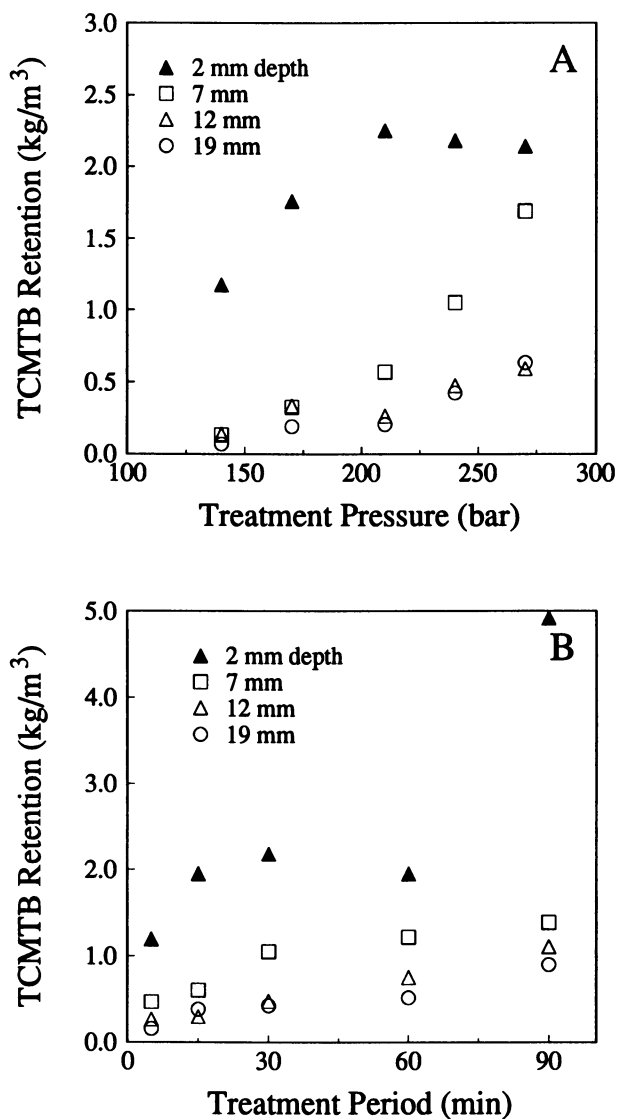 A
▲ 2 mm depth
□ 7 mm
△ 12 mm
○ 19 mm
TCMTB Retention (kg/m³)
3.0
2.5
2.0
1.5
1.0
0.5
0.0
100 150 200 250 300
Treatment Pressure (bar)
B
▲ 2 mm depth
□ 7 mm
△ 12 mm
○ 19 mm
TCMTB Retention (kg/m³)
5.0
4.0
3.0
2.0
1.0
0.0
0 30 60 90
Treatment Period (min)